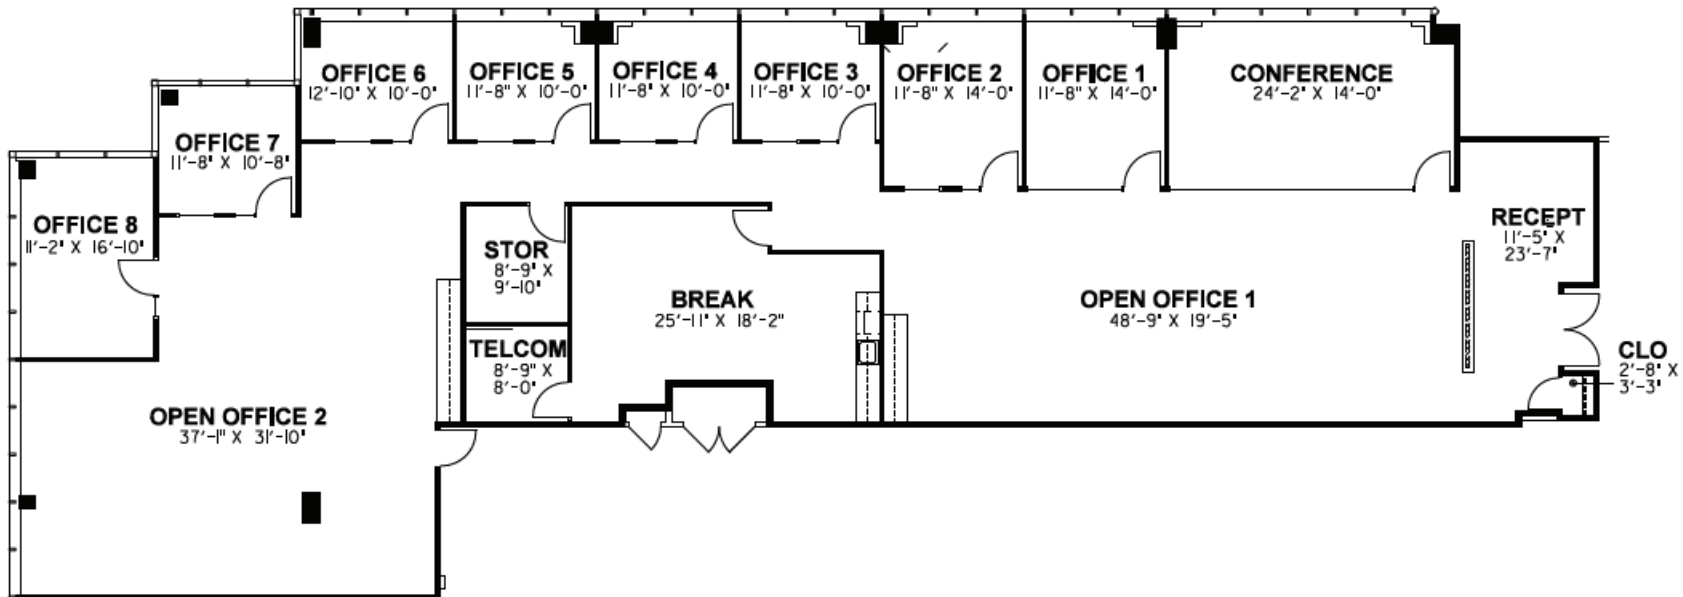 OFFICE 6
12'-10" X 10'-0"
OFFICE 5
11'-8" X 10'-0"
OFFICE 4
11'-8" X 10'-0"
OFFICE 3
11'-8" X 10'-0"
OFFICE 2
11'-8" X 14'-0"
OFFICE 1
11'-8" X 14'-0"
CONFERENCE
24'-2" X 14'-0"
OFFICE 7
11'-8" X 10'-8"
OFFICE 8
11'-2" X 16'-10"
RECEPT
11'-5" X
23'-7"
STOR
8'-9" X
9'-10"
BREAK
25'-11" X 18'-2"
OPEN OFFICE 1
48'-9" X 19'-5"
TELCOM
8'-9" X
8'-0"
CLO
2'-8" X
3'-3"
OPEN OFFICE 2
37'-1" X 31'-10"